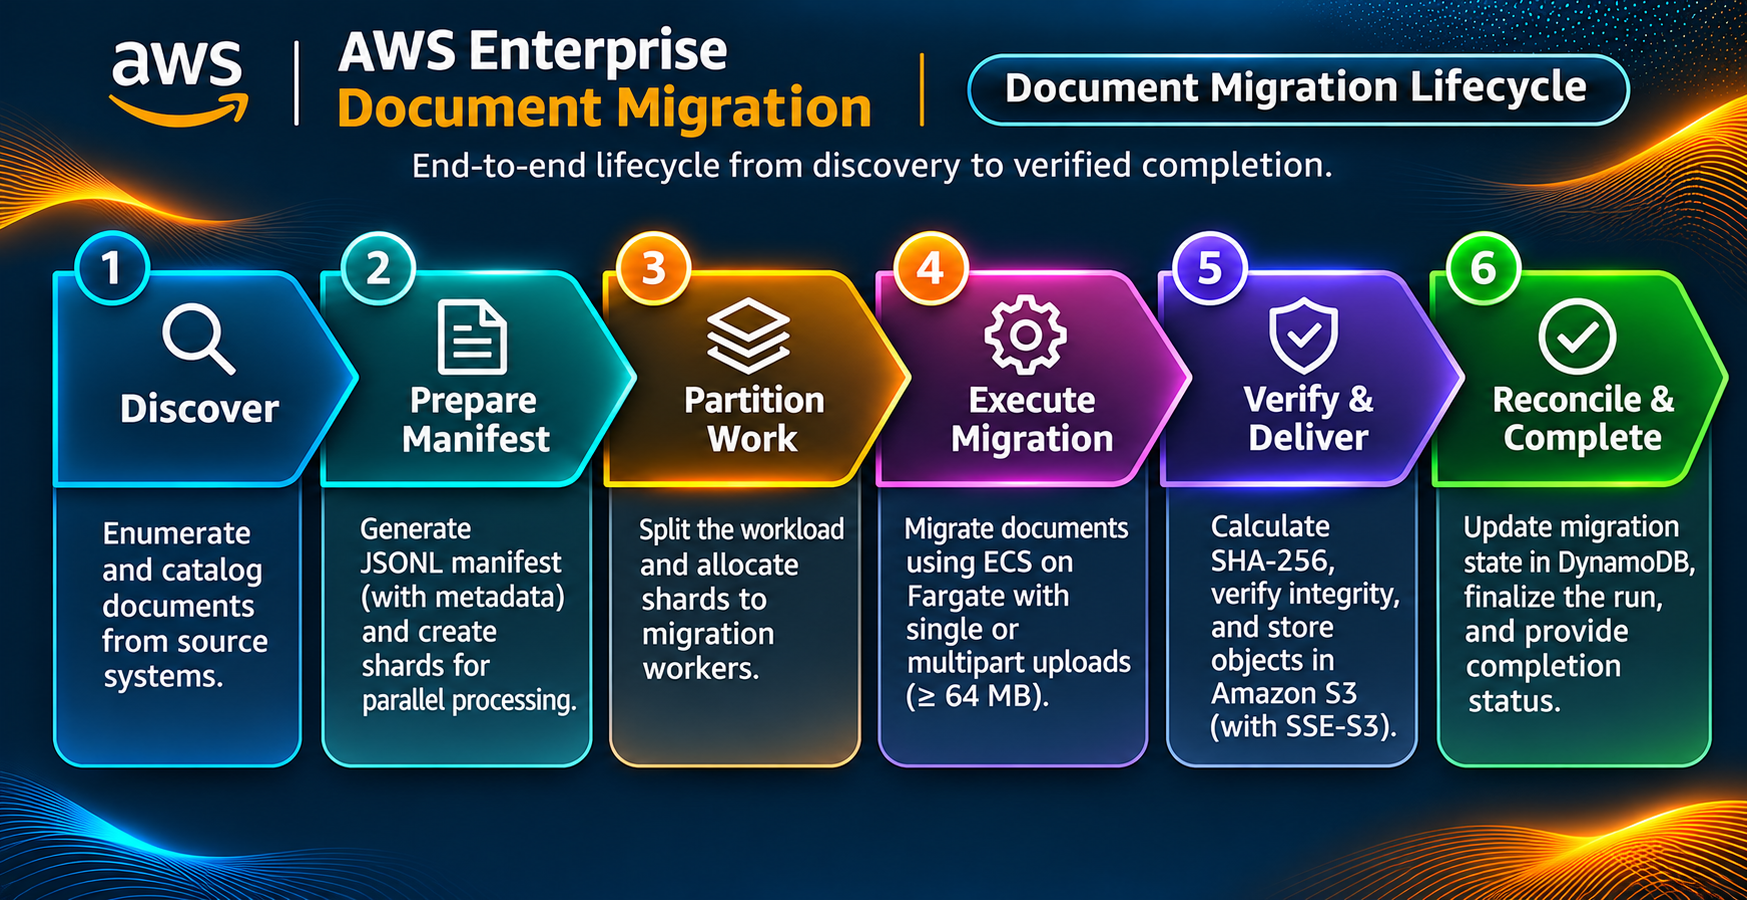 aws
AWS Enterprise
Document Migration
Document Migration Lifecycle
End-to-end lifecycle from discovery to verified completion.
1
Discover
Enumerate
and catalog
documents
from source
systems.
2
Prepare
Manifest
Generate
JSONL manifest
(with metadata)
and create
shards for
parallel processing.
3
Partition
Work
Split the workload
and allocate
shards to
migration
workers.
4
Execute
Migration
Migrate documents
using ECS on
Fargate with
single or
multipart uploads
(≥ 64 MB).
5
Verify &
Deliver
Calculate
SHA-256,
verify integrity,
and store
objects in
Amazon S3
(with SSE-S3).
6
Reconcile &
Complete
Update migration
state in DynamoDB,
finalize the run,
and provide
completion
status.